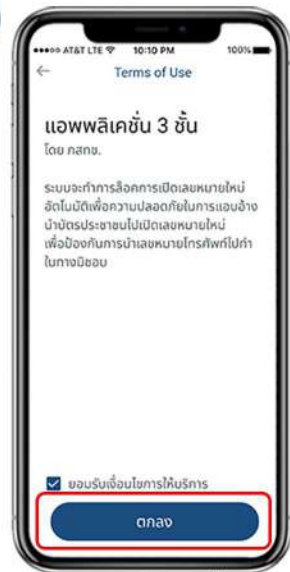 AT&T LTE 10:10 PM 100%
Terms of Use
แอพพลิเคชั่น 3 ชั้น
โดย กสทช.
ระบบจะทำการล็อคการเปิดเลขหมายใหม่
อัตโนมัติเพื่อความปลอดภัยในการแอบอ้าง
นำบัตรประชาชนไปเปิดเลขหมายใหม่
เพื่อป้องกันการนำเลขหมายโทรศัพท์ไปทำ
ในทางมิชอบ
ยอมรับเงื่อนไขการให้บริการ
ตกลง